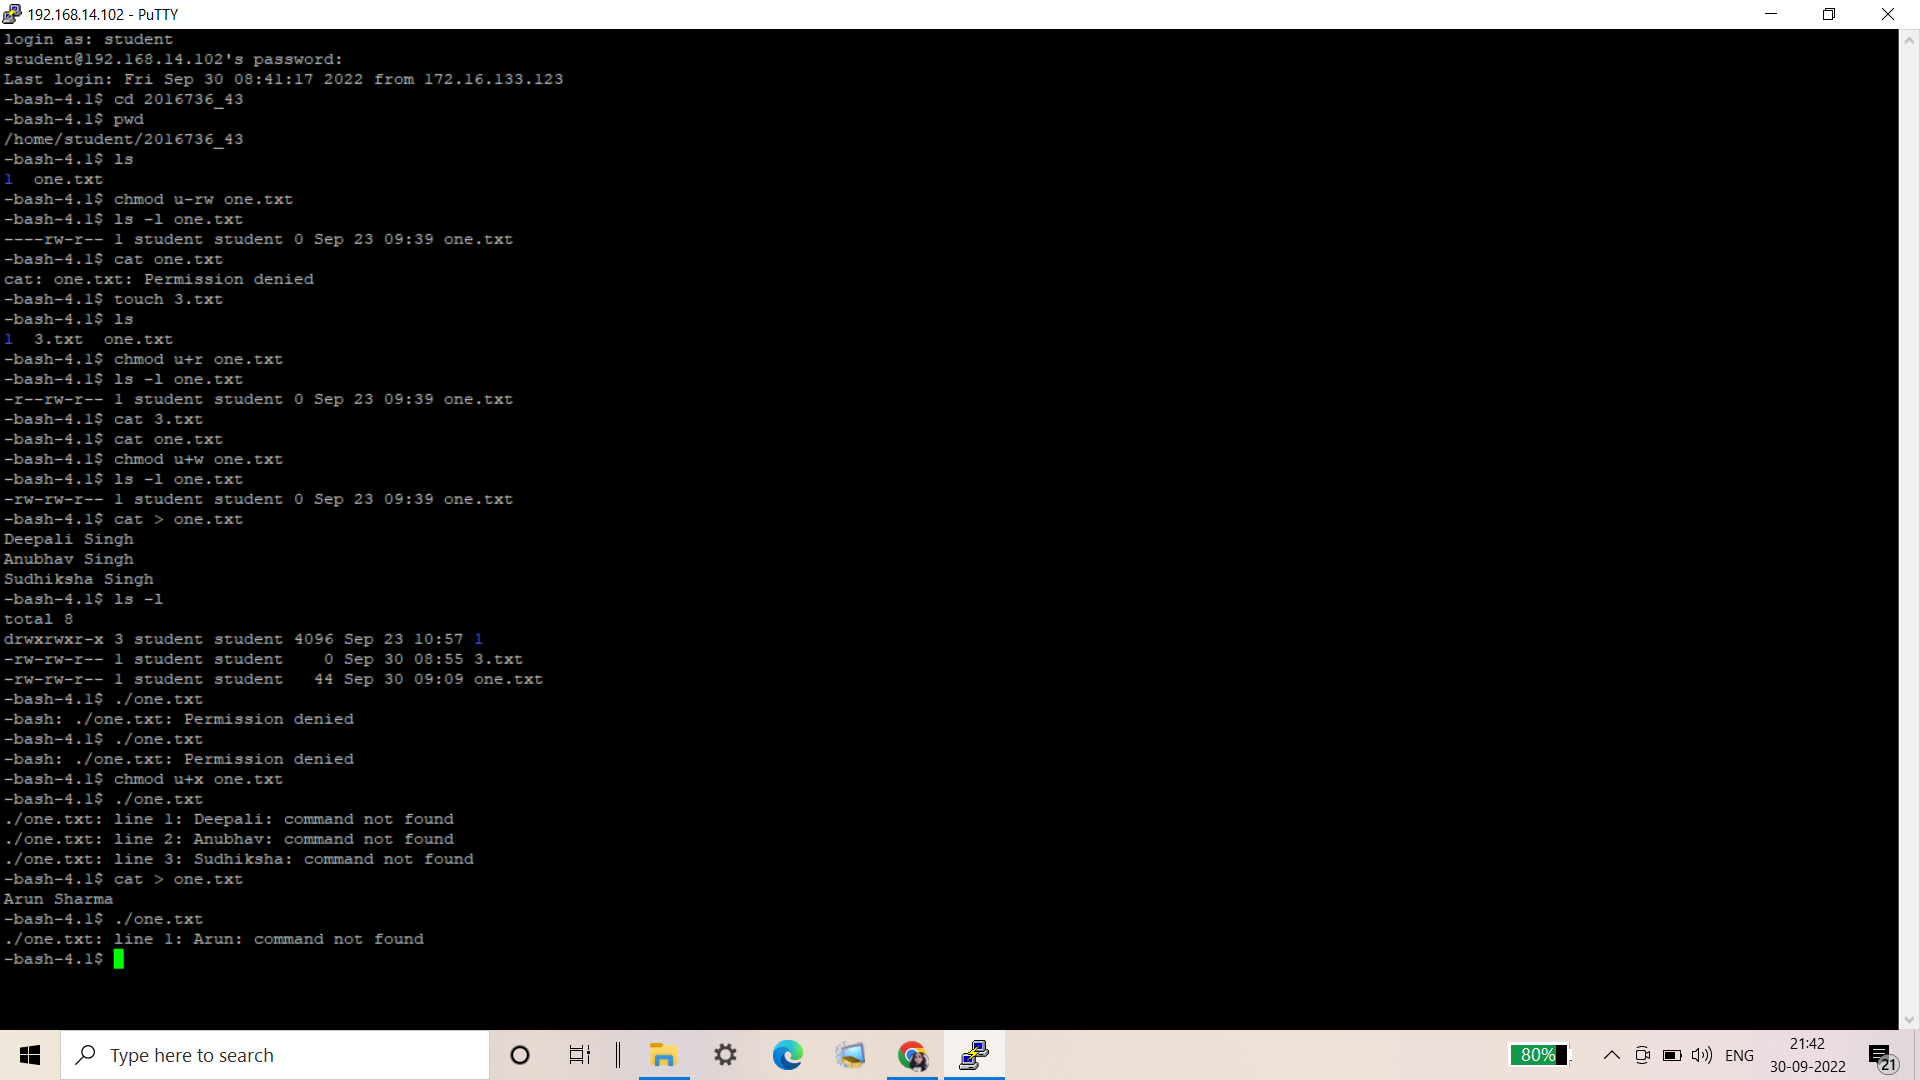 192.168.14.102 - PuTTY
login as: student
student@192.168.14.102's password:
Last login: Fri Sep 30 08:41:17 2022 from 172.16.133.123
-bash-4.1$ cd 2016736_43
-bash-4.1$ pwd
/home/student/2016736_43
-bash-4.1$ ls
1  one.txt
-bash-4.1$ chmod u-rw one.txt
-bash-4.1$ ls -l one.txt
----rw-r-- 1 student student 0 Sep 23 09:39 one.txt
-bash-4.1$ cat one.txt
cat: one.txt: Permission denied
-bash-4.1$ touch 3.txt
-bash-4.1$ ls
1  3.txt  one.txt
-bash-4.1$ chmod u+r one.txt
-bash-4.1$ ls -l one.txt
-r--rw-r-- 1 student student 0 Sep 23 09:39 one.txt
-bash-4.1$ cat 3.txt
-bash-4.1$ cat one.txt
-bash-4.1$ chmod u+w one.txt
-bash-4.1$ ls -l one.txt
-rw-rw-r-- 1 student student 0 Sep 23 09:39 one.txt
-bash-4.1$ cat > one.txt
Deepali Singh
Anubhav Singh
Sudhiksha Singh
-bash-4.1$ ls -l
total 8
drwxrwxr-x 3 student student 4096 Sep 23 10:57 1
-rw-rw-r-- 1 student student    0 Sep 30 08:55 3.txt
-rw-rw-r-- 1 student student   44 Sep 30 09:09 one.txt
-bash-4.1$ ./one.txt
-bash: ./one.txt: Permission denied
-bash-4.1$ ./one.txt
-bash: ./one.txt: Permission denied
-bash-4.1$ chmod u+x one.txt
-bash-4.1$ ./one.txt
./one.txt: line 1: Deepali: command not found
./one.txt: line 2: Anubhav: command not found
./one.txt: line 3: Sudhiksha: command not found
-bash-4.1$ cat > one.txt
Arun Sharma
-bash-4.1$ ./one.txt
./one.txt: line 1: Arun: command not found
-bash-4.1$
Type here to search
80%
ENG
21:42
30-09-2022
21